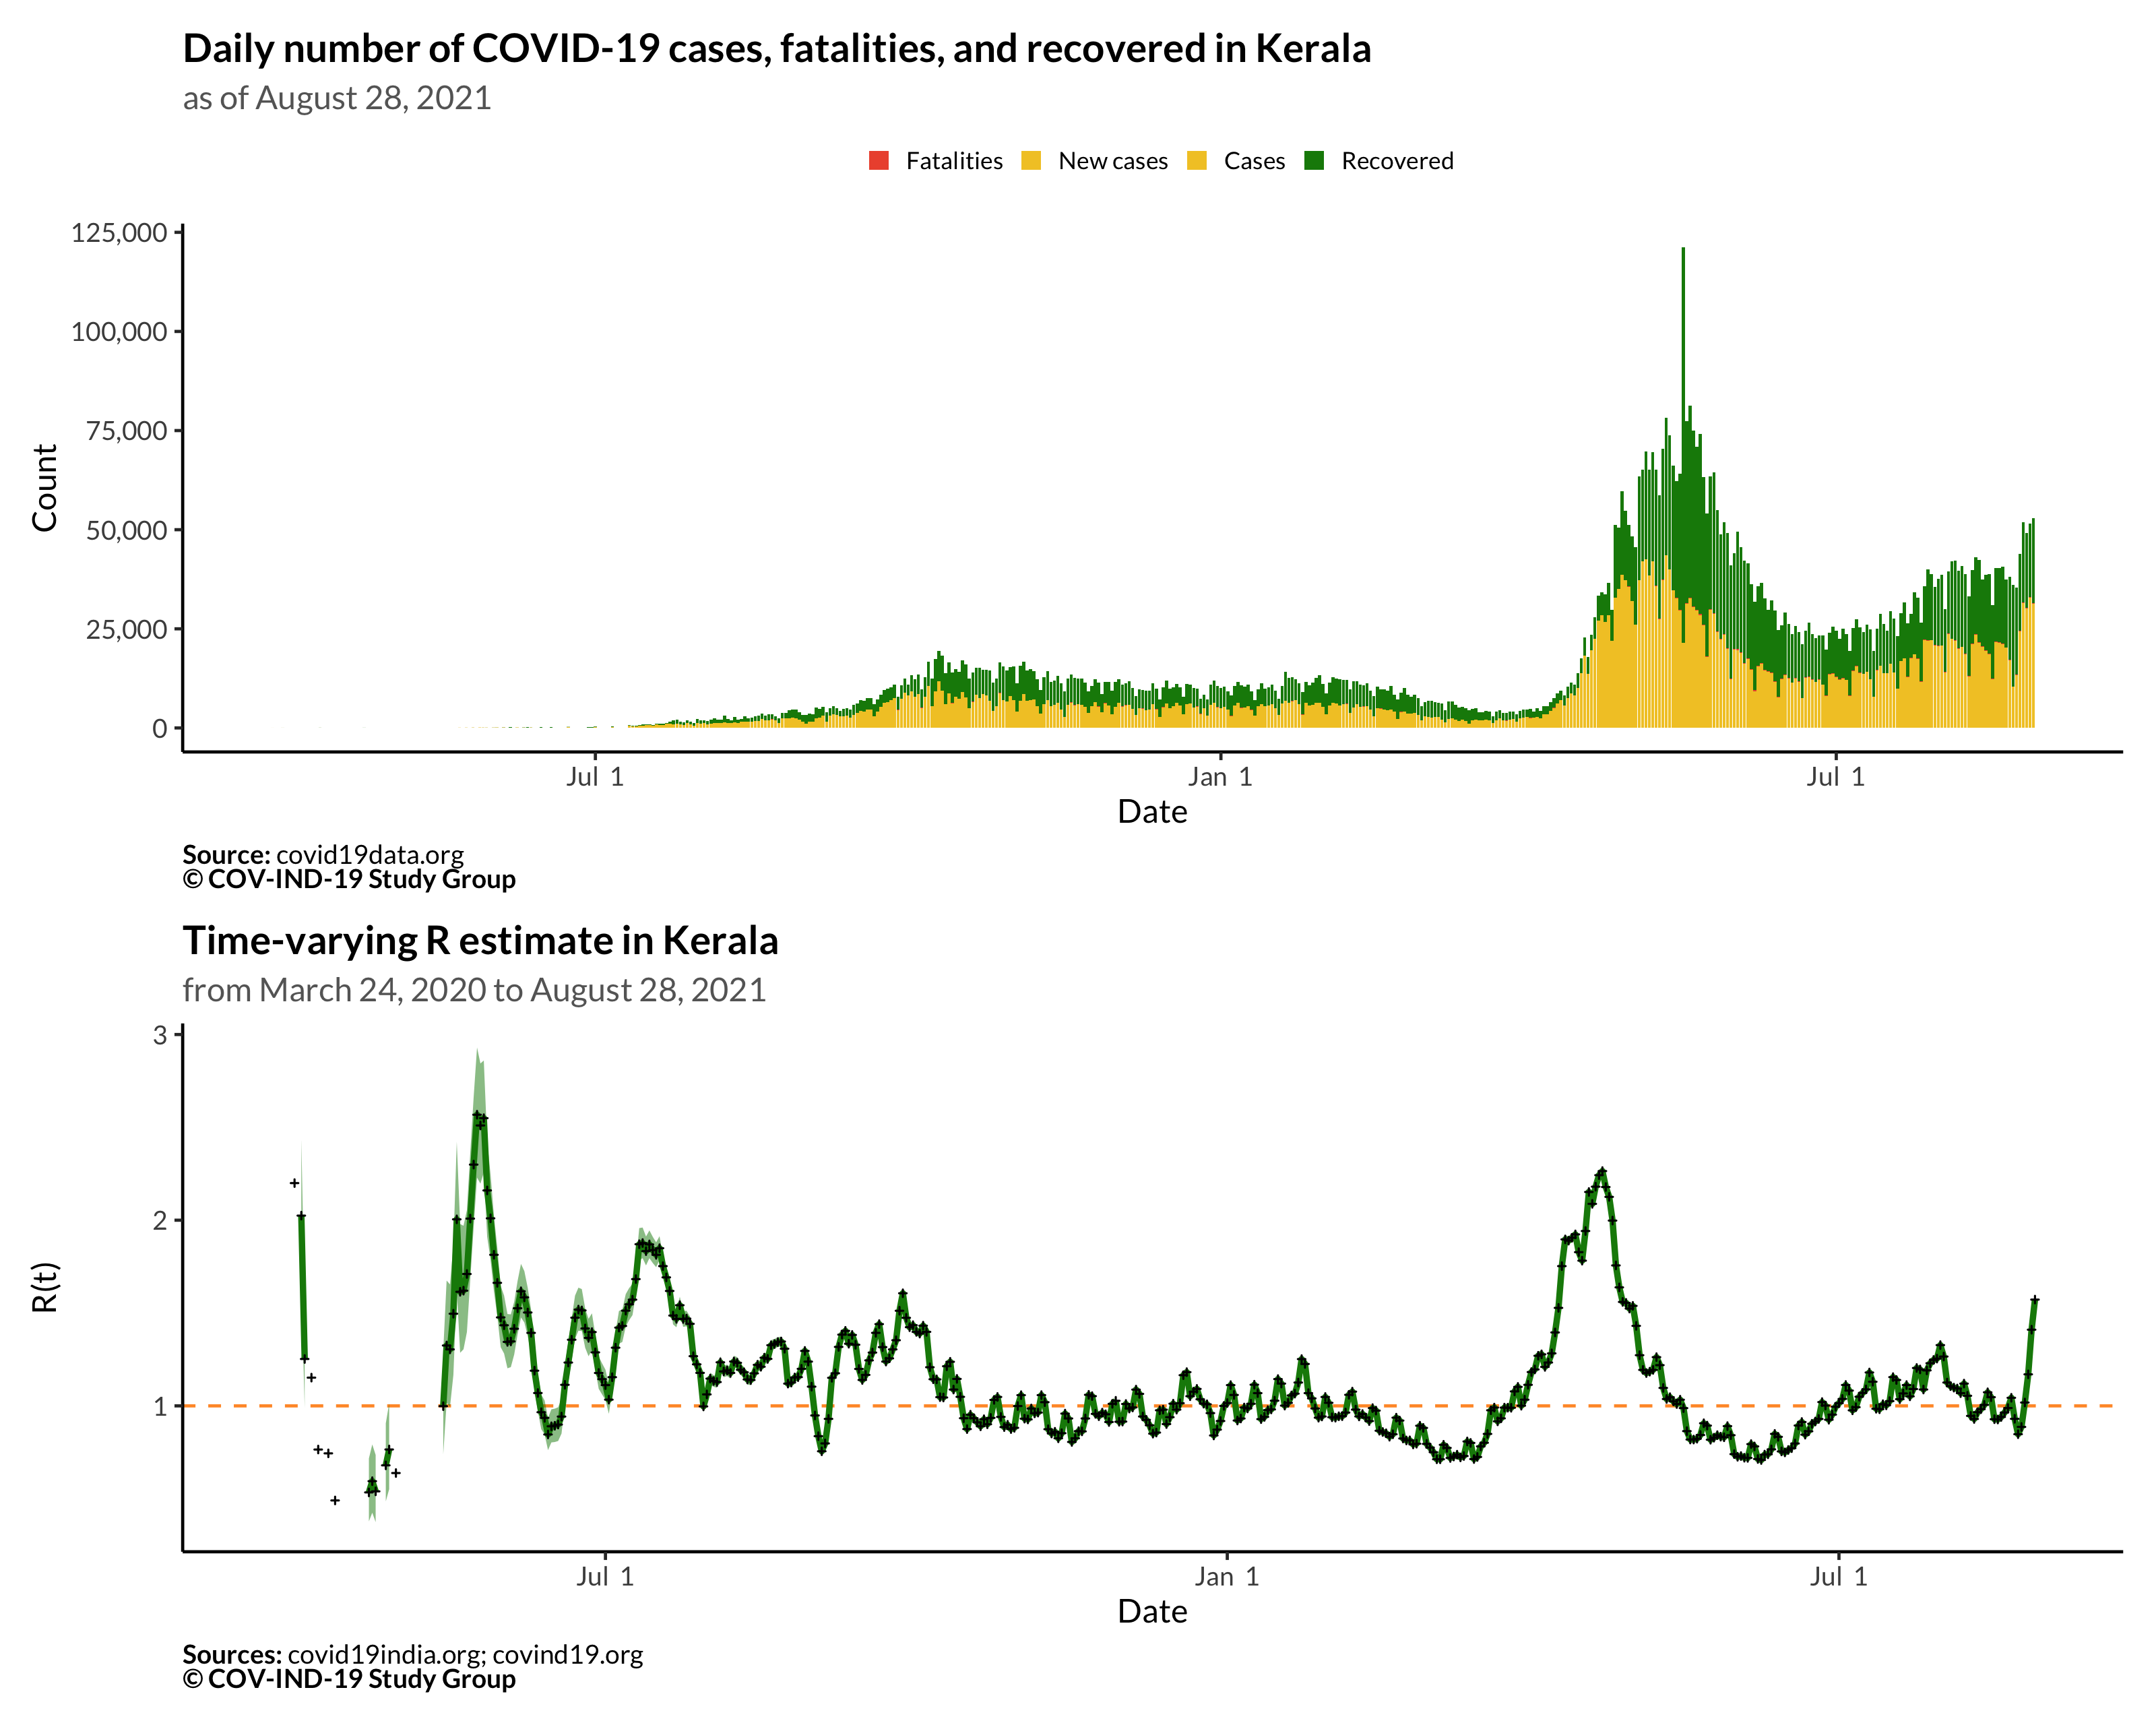 Daily number of COVID-19 cases, fatalities, and recovered in Kerala
as of August 28, 2021
Fatalities New cases Cases Recovered
125,000
100,000
75,000
50,000
25,000
0
Count
Jul 1 Jan 1 Jul 1
Date
Source: covid19data.org
© COV-IND-19 Study Group
Time-varying R estimate in Kerala
from March 24, 2020 to August 28, 2021
3
2
1
R(t)
Jul 1 Jan 1 Jul 1
Date
Sources: covid19india.org; covind19.org
© COV-IND-19 Study Group